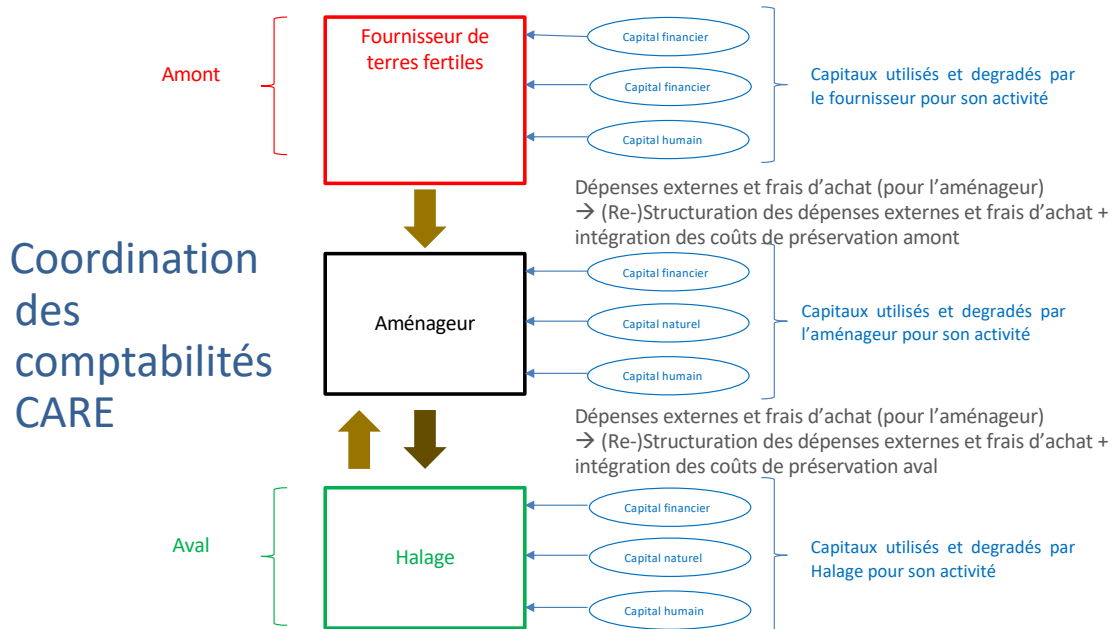 Fournisseur de
terres fertiles
Amont
Capital financier
Capital financier
Capital humain
Capitaux utilisés et degradés par
le fournisseur pour son activité
Dépenses externes et frais d’achat (pour l’aménageur)
→ (Re-)Structuration des dépenses externes et frais d’achat +
intégration des coûts de préservation amont
Coordination
des
comptabilités
CARE
Aménageur
Capital financier
Capital naturel
Capital humain
Capitaux utilisés et degradés par
l’aménageur pour son activité
Dépenses externes et frais d’achat (pour l’aménageur)
→ (Re-)Structuration des dépenses externes et frais d’achat +
intégration des coûts de préservation aval
Aval
Halage
Capital financier
Capital naturel
Capital humain
Capitaux utilisés et degradés par
Halage pour son activité